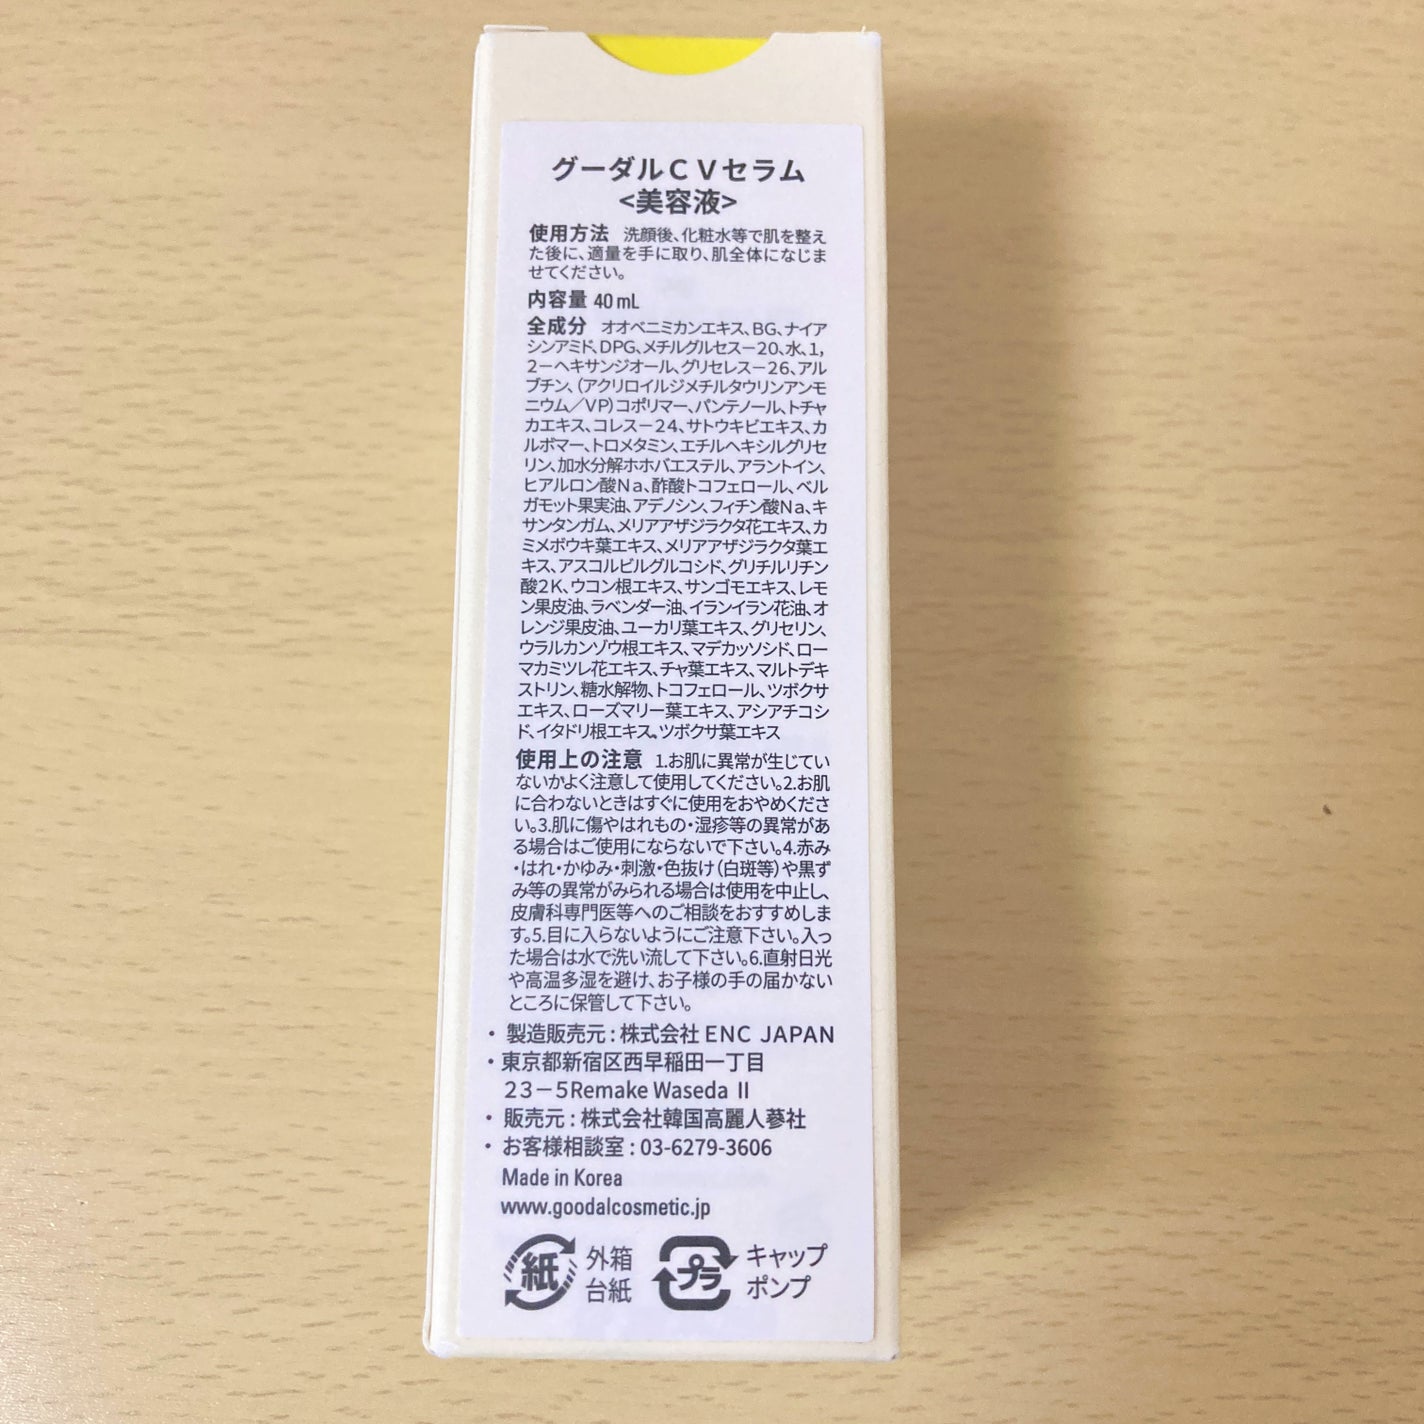 グーダルＣＶセラム
<美容液>
使用方法 洗顔後、化粧水等で肌を整え
た後に、適量を手に取り、肌全体になじま
せてください。
内容量 40 mL
全成分 オオベニミカンエキス、BG、ナイア
シンアミド、DPG、メチルグルセスー20、水、1，
2ーヘキサンジオール、グリセレスー26、アル
ブチン、（アクリロイルジメチルタウリンアンモ
ニウム／VP）コポリマー、パンテノール、トチャ
カエキス、コレスー24、サトウキビエキス、カ
ルボマー、トロメタミン、エチルヘキシルグリセ
リン、加水分解ホホバエステル、アラントイン、
ヒアルロン酸Na、酢酸トコフェロール、ベル
ガモット果実油、アデノシン、フィチン酸Na、キ
サンタンガム、メリアアザジラクタ花エキス、カ
ミメボウキ葉エキス、メリアアザジラクタ葉エ
キス、アスコルビルグルコシド、グリチルリチン
酸2K、ウコン根エキス、サンゴモエキス、レモ
ン果皮油、ラベンダー油、イランイラン花油、オ
レンジ果皮油、ユーカリ葉エキス、グリセリン、
ウラルカンゾウ根エキス、マデカッソシド、ロー
マカミツレ花エキス、チャ葉エキス、マルトデキ
ストリン、糖水解物、トコフェロール、ツボクサ
エキス、ローズマリー葉エキス、アシアチコシ
ド、イタドリ根エキス、ツボクサ葉エキス
使用上の注意 1.お肌に異常が生じてい
ないかよく注意して使用してください。2.お肌
に合わないときはすぐに使用をおやめくださ
い。3.肌に傷やはれもの・湿疹等の異常があ
る場合はご使用にならないで下さい。4.赤み
・はれ・かゆみ・刺激・色抜け（白斑等）や黒ず
み等の異常がみられる場合は使用を中止し、
皮膚科専門医等へのご相談をおすすめしま
す。5.目に入らないようにご注意下さい。入っ
た場合は水で洗い流して下さい。6.直射日光
や高温多湿を避け、お子様の手の届かない
ところに保管して下さい。
・ 製造販売元 : 株式会社 ENC JAPAN
・東京都新宿区西早稲田一丁目
２３－５Remake Waseda Ⅱ
・ 販売元 : 株式会社韓国高麗人蔘社
・ お客様相談室 : 03-6279-3606
Made in Korea
www.goodalcosmetic.jp
紙 外箱 プラ キャップ
台紙 ポンプ